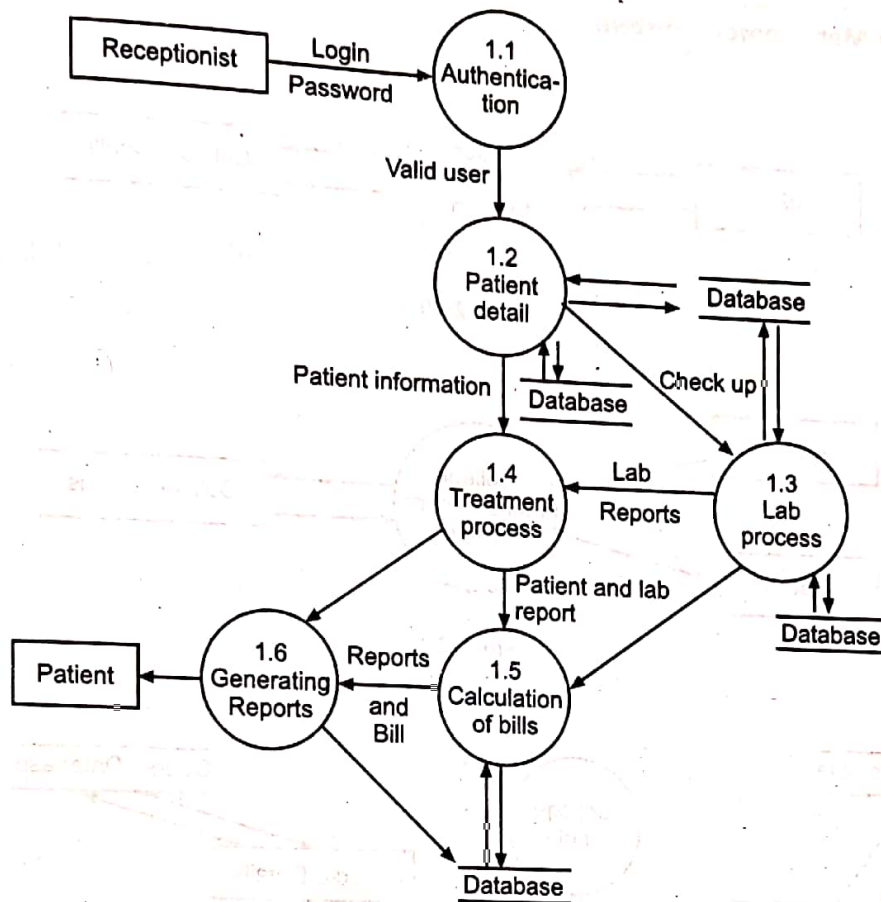 Receptionist
Login
Password
1.1
Authentica-
tion
Valid user
1.2
Patient
detail
Database
Patient information
Database
Check up
1.4
Treatment
process
Lab
Reports
1.3
Lab
process
Patient and lab
report
Database
Patient
1.6
Generating
Reports
Reports
and
Bill
1.5
Calculation
of bills
Database